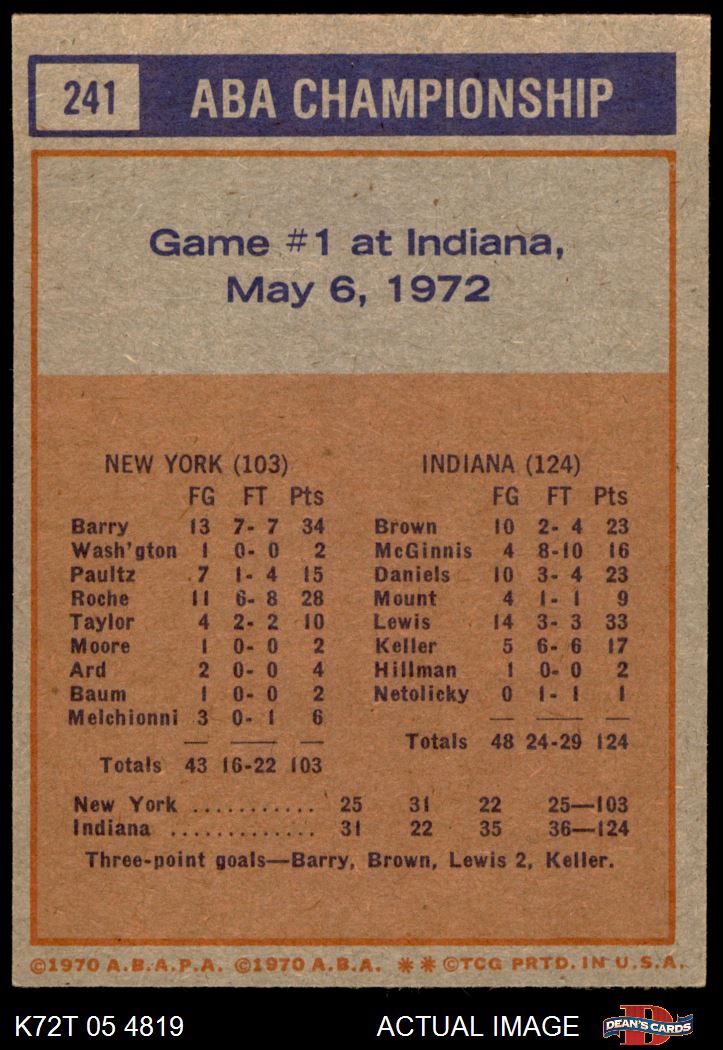 241 ABA CHAMPIONSHIP
Game #1 at Indiana,
May 6, 1972
NEW YORK (103)
FG FT Pts
Barry 13 7- 7 34
Wash'gton 1 0- 0 2
Paultz 7 1- 4 15
Roche 11 6- 8 28
Taylor 4 2- 2 10
Moore 1 0- 0 2
Ard 2 0- 0 4
Baum 1 0- 0 2
Melchionni 3 0- 1 6
Totals 43 16-22 103
INDIANA (124)
FG FT Pts
Brown 10 2- 4 23
McGinnis 4 8-10 16
Daniels 10 3- 4 23
Mount 4 1- 1 9
Lewis 14 3- 3 33
Keller 5 6- 6 17
Hillman 1 0- 0 2
Netolicky 0 1- 1 1
Totals 48 24-29 124
New York ........... 25 31 22 25—103
Indiana ............. 31 22 35 36—124
Three-point goals—Barry, Brown, Lewis 2, Keller.
©1970 A.B.A.P.A. ©1970 A.B.A. ** ©TCG PRTD. IN U.S.A.
K72T 05 4819 ACTUAL IMAGE D DEAN'S CARDS